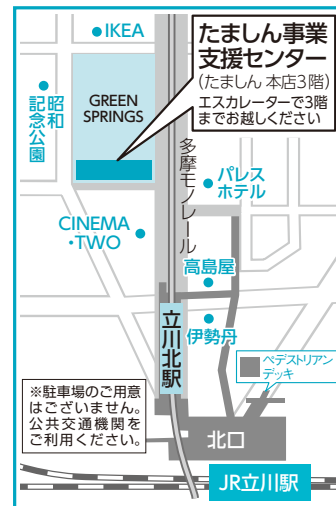 IKEA
たましん事業
支援センター
(たましん 本店3階)
エスカレーターで3階
までお越しください
昭和
記念公園
GREEN
SPRINGS
多摩モノレール
パレス
ホテル
CINEMA
・TWO
高島屋
伊勢丹
立川北駅
ペデストリアン
デッキ
※駐車場のご用意
はございません。
公共交通機関を
ご利用ください。
北口
JR立川駅